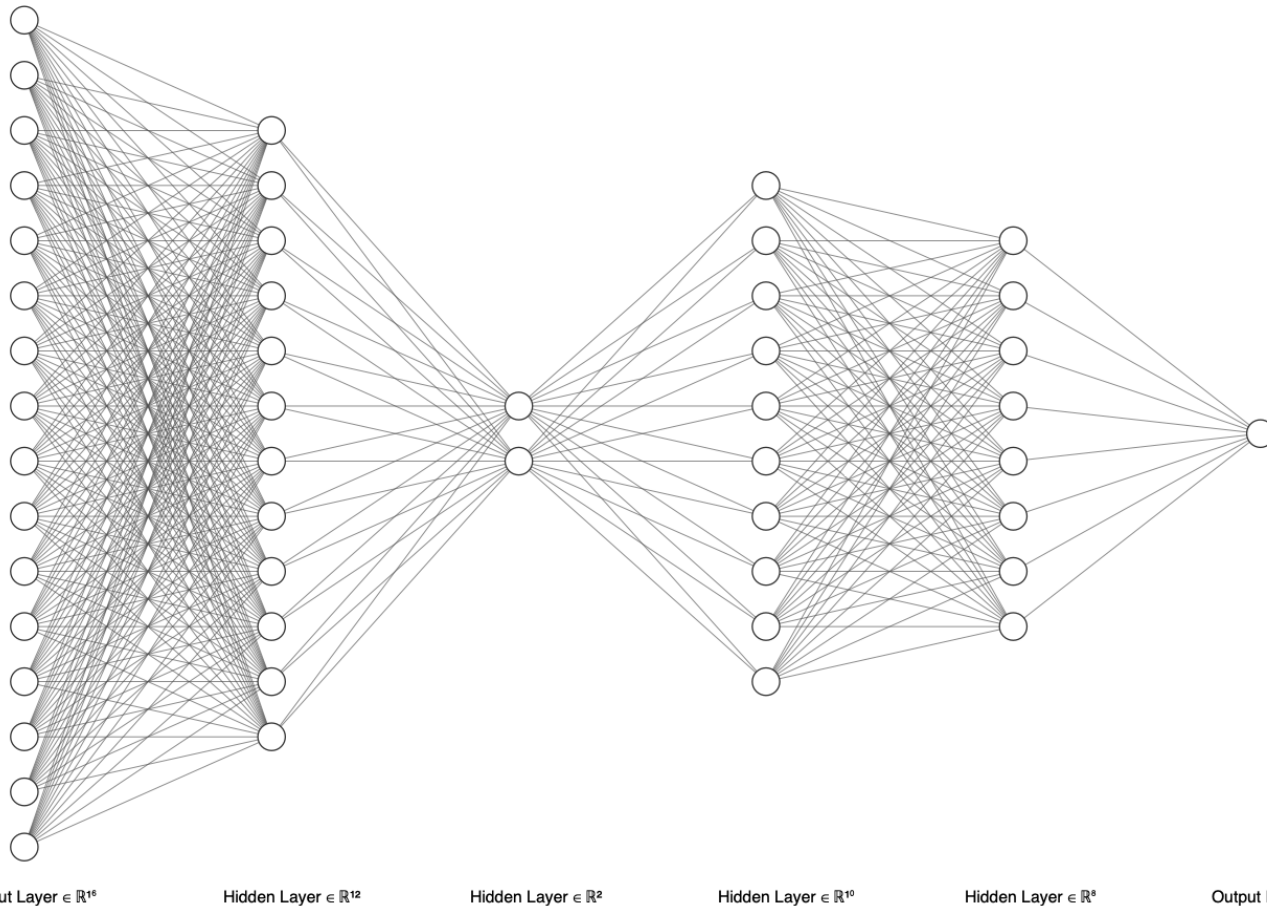 ut Layer ∈ ℝ¹⁶
Hidden Layer ∈ ℝ¹²
Hidden Layer ∈ ℝ²
Hidden Layer ∈ ℝ¹⁰
Hidden Layer ∈ ℝ⁸
Output